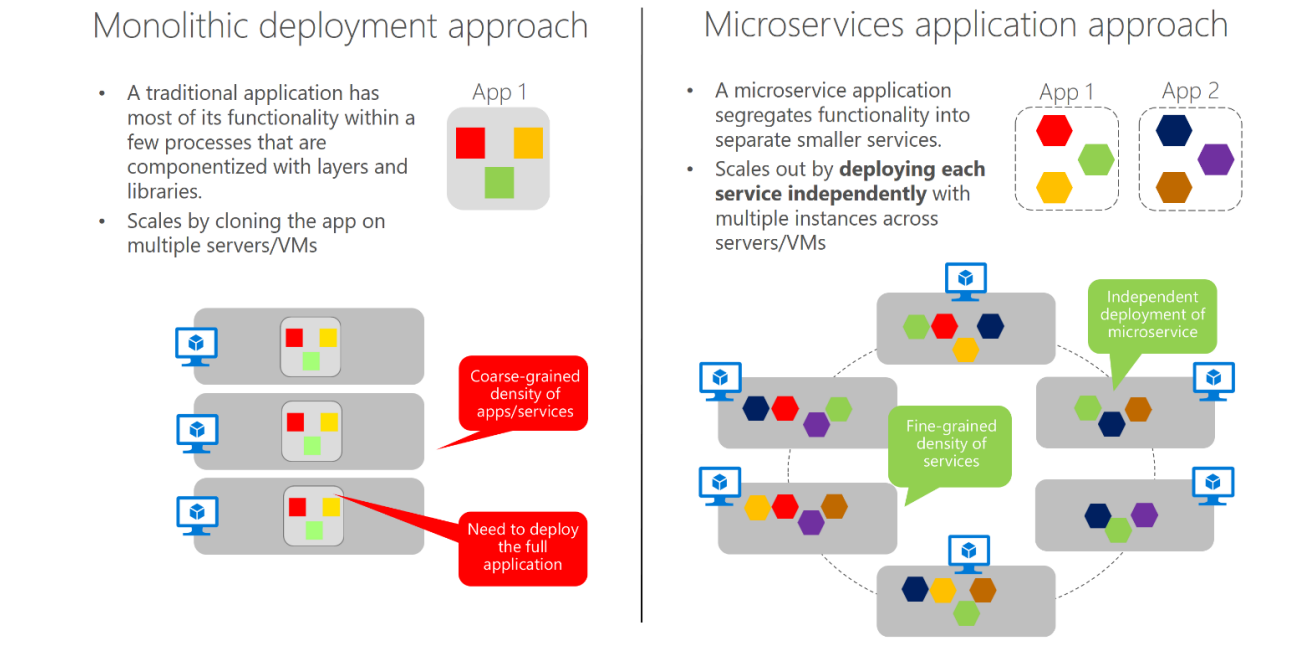 Monolithic deployment approach
• A traditional application has
most of its functionality within a
few processes that are
componentized with layers and
libraries.
• Scales by cloning the app on
multiple servers/VMs
App 1
Coarse-grained
density of
apps/services
Need to deploy
the full
application
Microservices application approach
• A microservice application
segregates functionality into
separate smaller services.
• Scales out by deploying each
service independently with
multiple instances across
servers/VMs
App 1
App 2
Independent
deployment of
microservice
Fine-grained
density of
services